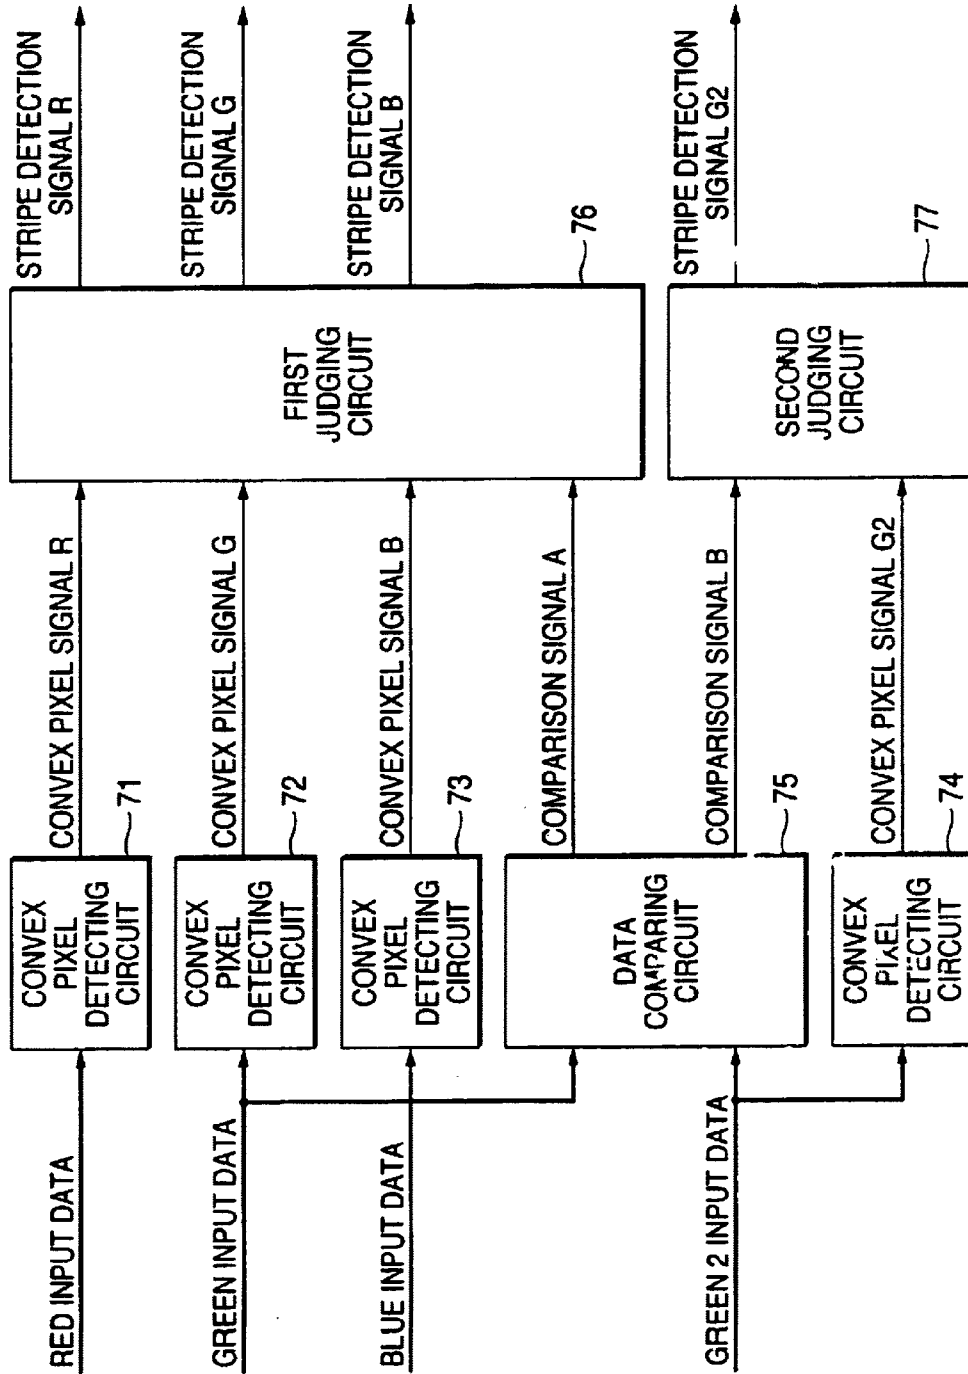 RED INPUT DATA
CONVEX
PIXEL
DETECTING
CIRCUIT
71
CONVEX PIXEL SIGNAL R
STRIPE DETECTION
SIGNAL R
GREEN INPUT DATA
CONVEX
PIXEL
DETECTING
CIRCUIT
72
CONVEX PIXEL SIGNAL G
STRIPE DETECTION
SIGNAL G
BLUE INPUT DATA
CONVEX
PIXEL
DETECTING
CIRCUIT
73
CONVEX PIXEL SIGNAL B
FIRST
JUDGING
CIRCUIT
76
STRIPE DETECTION
SIGNAL B
DATA
COMPARING
CIRCUIT
75
COMPARISON SIGNAL A
COMPARISON SIGNAL B
GREEN 2 INPUT DATA
CONVEX
PIXEL
DETECTING
CIRCUIT
74
CONVEX PIXEL SIGNAL G2
SECOND
JUDGING
CIRCUIT
77
STRIPE DETECTION
SIGNAL G2